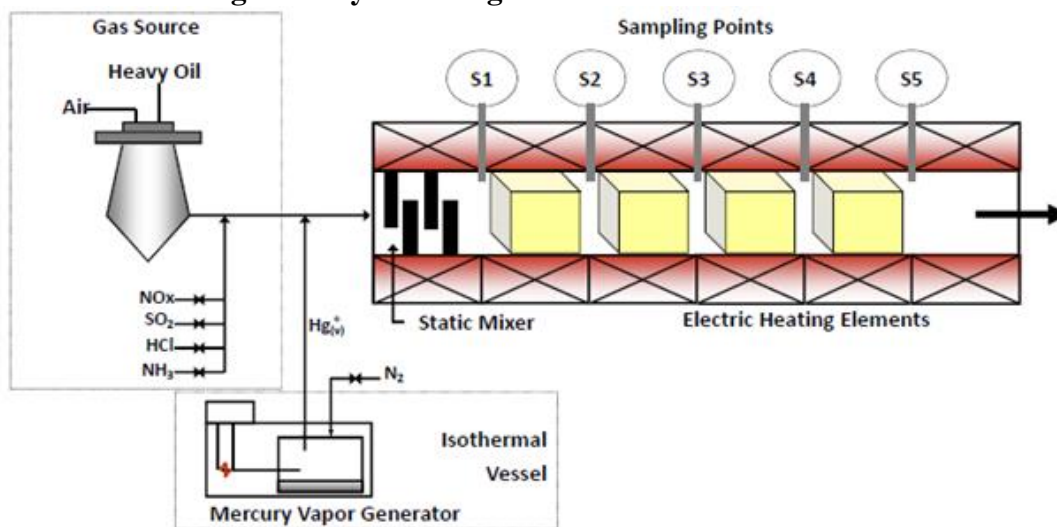 Gas Source
Heavy Oil
Air
NOx
SO₂
HCl
NH₃
Sampling Points
S1 S2 S3 S4 S5
Static Mixer
Electric Heating Elements
Hg°(v)
N₂
Isothermal
Vessel
Mercury Vapor Generator